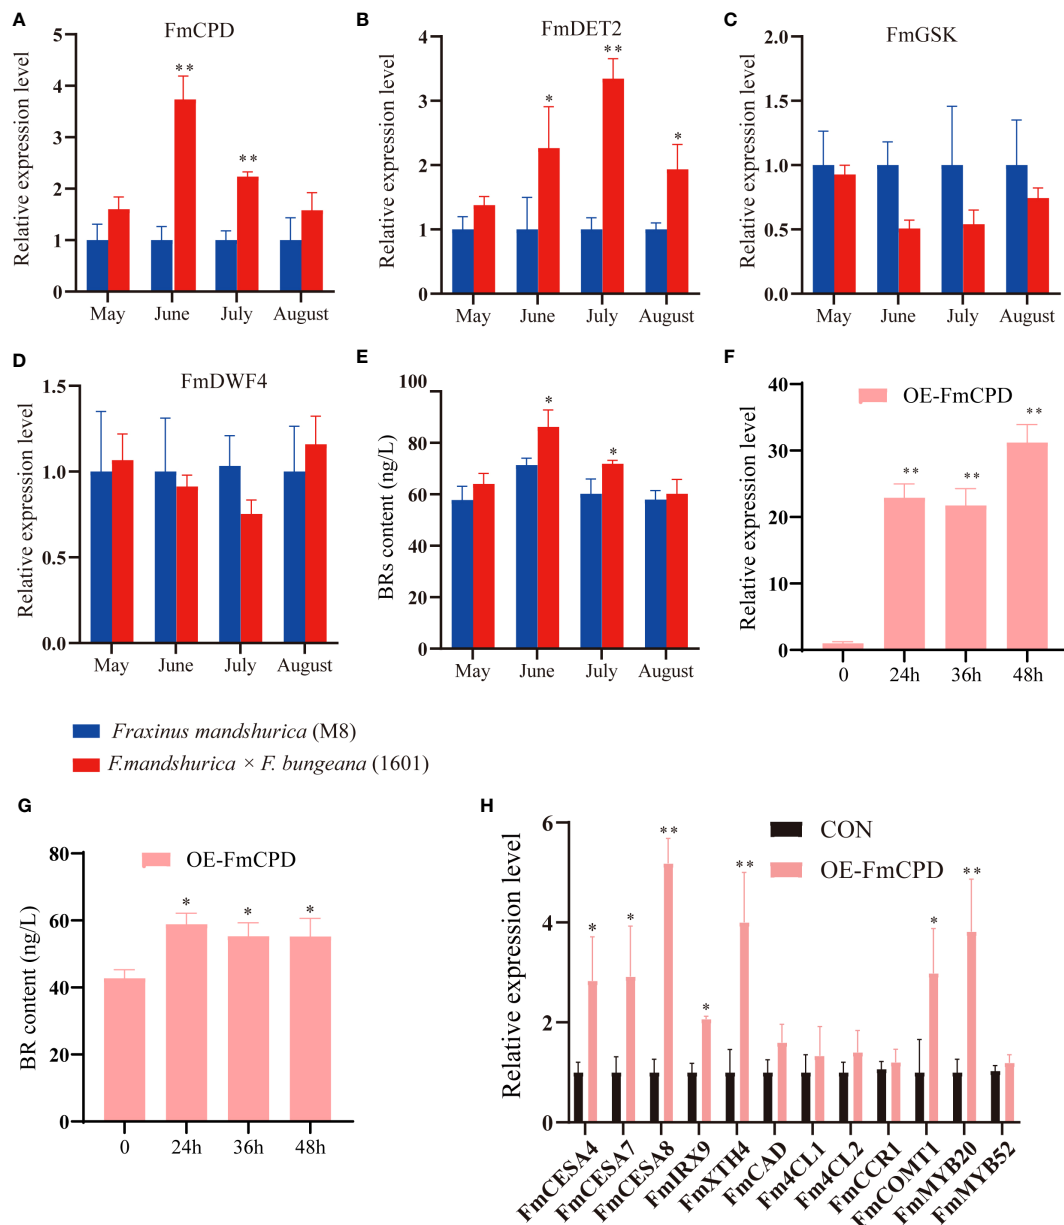 A
FmCPD
Relative expression level
5
4
3
2
1
0
**
**
May June July August
B
FmDET2
Relative expression level
4
3
2
1
0
*
**
*
May June July August
C
FmGSK
Relative expression level
2.0
1.5
1.0
0.5
0.0
May June July August
D
FmDWF4
Relative expression level
1.5
1.0
0.5
0.0
May June July August
E
BRs content (ng/L)
100
80
60
40
20
0
*
*
May June July August
F
OE-FmCPD
Relative expression level
40
30
20
10
0
**
**
**
0 24h 36h 48h
Fraxinus mandshurica (M8)
F.mandshurica × F. bungeana (1601)
G
OE-FmCPD
BR content (ng/L)
80
60
40
20
0
*
*
*
0 24h 36h 48h
H
CON
OE-FmCPD
Relative expression level
6
4
2
0
*
*
**
*
**
*
**
FmCESA4
FmCESA7
FmCESA8
FmIRX9
FmXTH4
FmCAD
Fm4CL1
Fm4CL2
FmCCR1
FmCOMT1
FmMYB20
FmMYB52